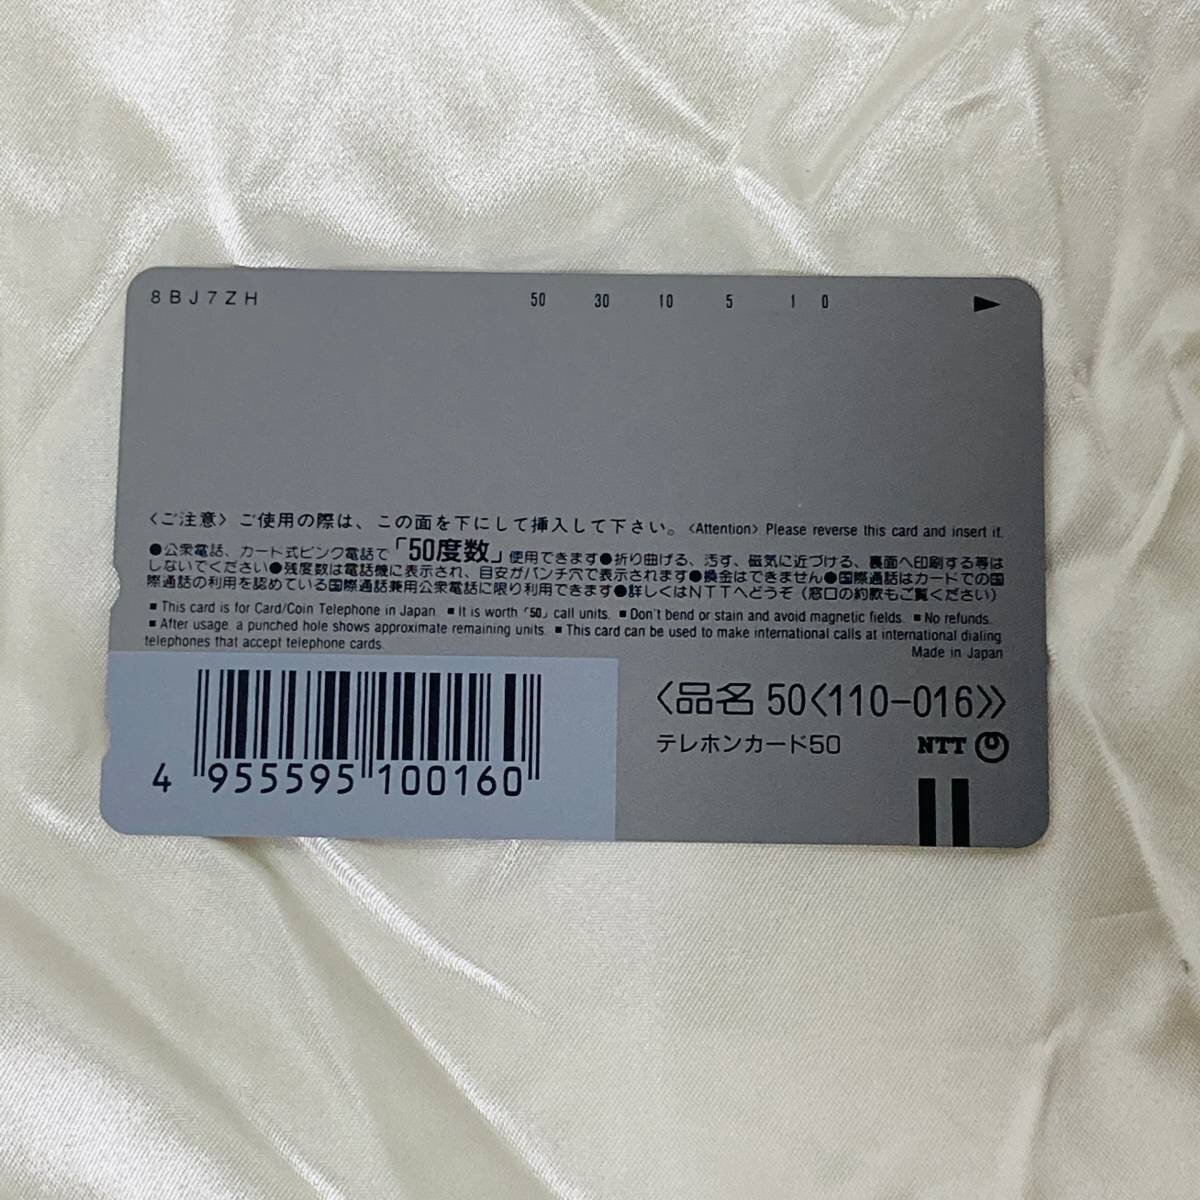 8BJ7ZH 50 30 10 5 1 0
〈ご注意〉ご使用の際は、この面を下にして挿入して下さい。〈Attention〉 Please reverse this card and insert it.
●公衆電話、カード式ピンク電話で「50度数」使用できます●折り曲げる、汚す、磁気に近づける、裏面へ印刷する等は
しないでください●残度数は電話機に表示され、目安がパンチ穴で表示されます●換金はできません●国際通話はカードでの国
際通話の利用を認めている国際通話兼用公衆電話に限り利用できます●詳しくはNTTへどうぞ（窓口の約款もご覧ください）
■ This card is for Card/Coin Telephone in Japan. ■ It is worth「50」call units. ■ Don't bend or stain and avoid magnetic fields. ■ No refunds.
■ After usage, a punched hole shows approximate remaining units. ■ This card can be used to make international calls at international dialing
telephones that accept telephone cards.
Made in Japan
4 955595 100160
〈品名 50〈110-016〉〉
テレホンカード50
NTT